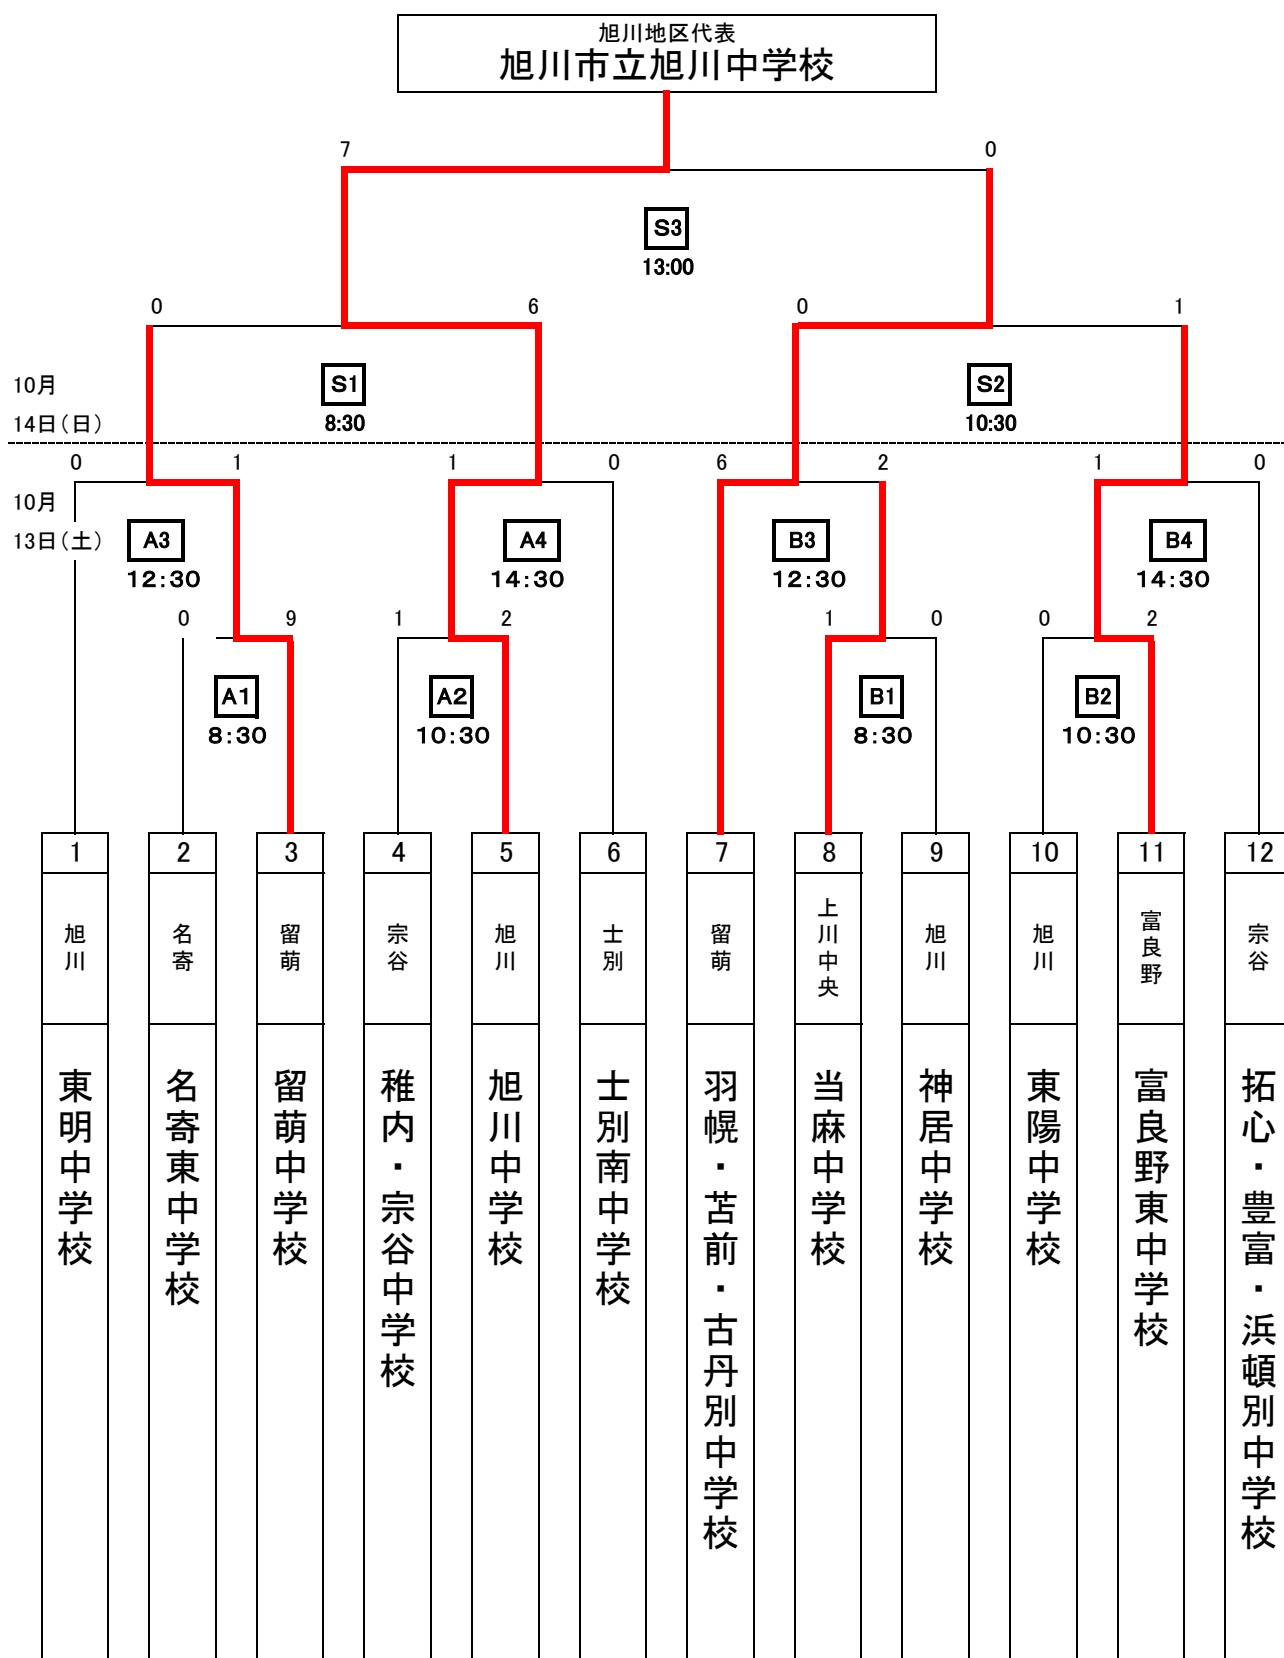 旭川地区代表
旭川市立旭川中学校
7 0
S3
13:00
0 6 0 1
10月
14日(日)
S1 S2
8:30 10:30
0 1 1 0 6 2 1 0
10月
13日(土)
A3 A4 B3 B4
12:30 14:30 12:30 14:30
0 9 1 2 1 0 0 2
A1 A2 B1 B2
8:30 10:30 8:30 10:30
1 2 3 4 5 6 7 8 9 10 11 12
旭川
名寄
留萌
宗谷
旭川
士別
留萌
上川中央
旭川
旭川
富良野
宗谷
東明中学校
名寄東中学校
留萌中学校
稚内・宗谷中学校
旭川中学校
士別南中学校
羽幌・苫前・古丹別中学校
当麻中学校
神居中学校
東陽中学校
富良野東中学校
拓心・豊富・浜頓別中学校